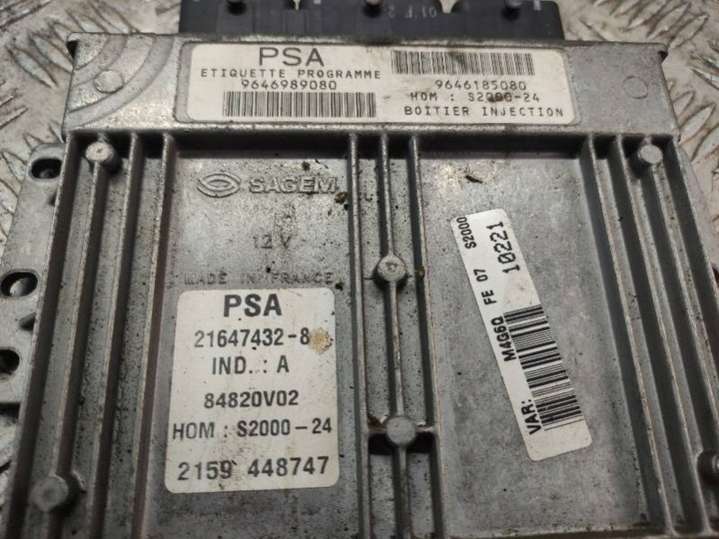 PSA
ETIQUETTE PROGRAMME
9646989080
9646185080
HOM : S2000-24
BOITIER INJECTION
SAGEM
12 V
MADE IN FRANCE
PSA
21647432-8
IND. : A
84820V02
HOM : S2000-24
2159 448747
VAR: M4G6Q FE 07 S2000
10221